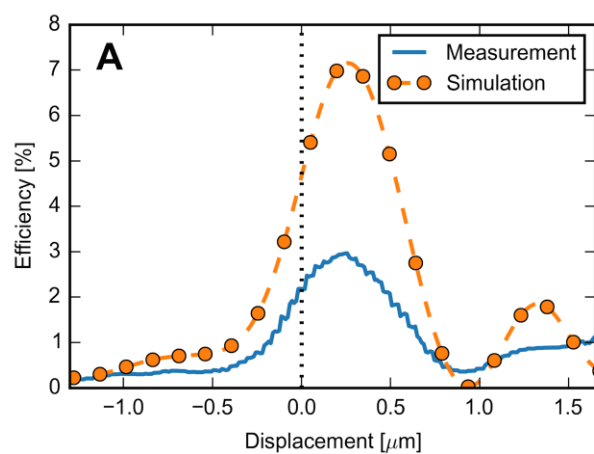 A
Measurement
Simulation
Efficiency [%]
8
7
6
5
4
3
2
1
0
−1.0 −0.5 0.0 0.5 1.0 1.5
Displacement [μm]